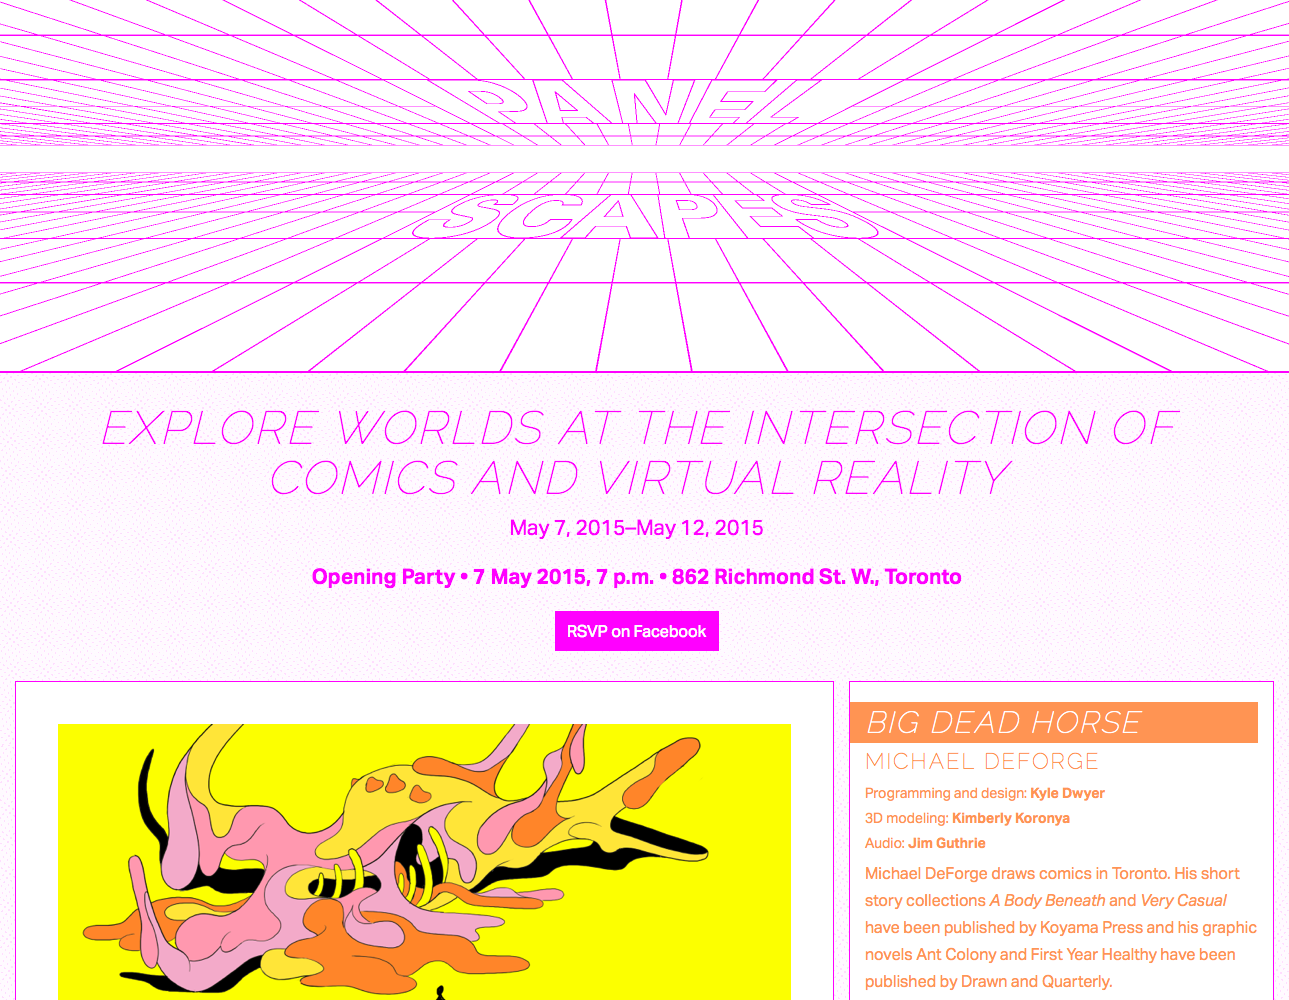 PANEL
SCAPES
EXPLORE WORLDS AT THE INTERSECTION OF
COMICS AND VIRTUAL REALITY
May 7, 2015–May 12, 2015
Opening Party • 7 May 2015, 7 p.m. • 862 Richmond St. W., Toronto
RSVP on Facebook
BIG DEAD HORSE
MICHAEL DEFORGE
Programming and design: Kyle Dwyer
3D modeling: Kimberly Koronya
Audio: Jim Guthrie
Michael DeForge draws comics in Toronto. His short
story collections A Body Beneath and Very Casual
have been published by Koyama Press and his graphic
novels Ant Colony and First Year Healthy have been
published by Drawn and Quarterly.